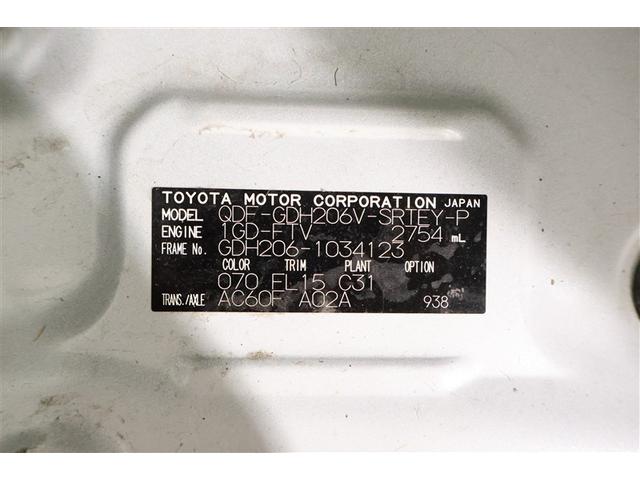 TOYOTA MOTOR CORPORATION JAPAN
MODEL QDF-GDH206V-SRTEY-P
ENGINE 1GD-FTV 2754 mL
FRAME No. GDH206-1034123
COLOR TRIM PLANT OPTION
070 FL15 C31
TRANS./AXLE AC60F A02A 938